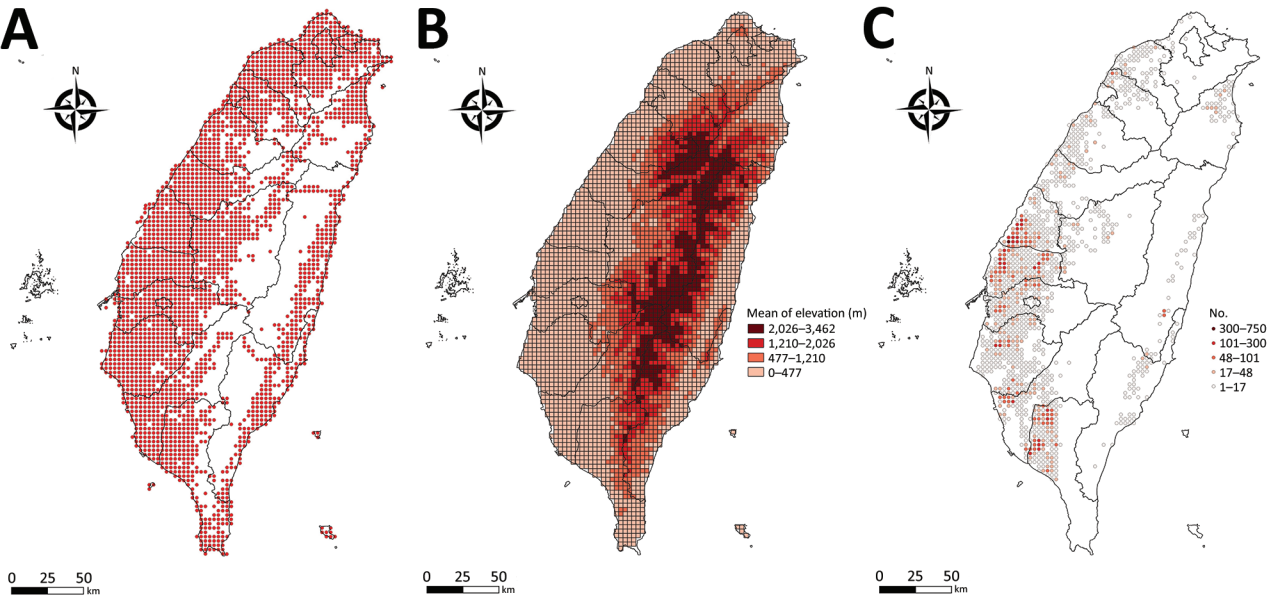 A
B
C
N
N
N
Mean of elevation (m)
2,026–3,462
1,210–2,026
477–1,210
0–477
No.
300–750
101–300
48–101
17–48
1–17
0 25 50
km
0 25 50
km
0 25 50
km